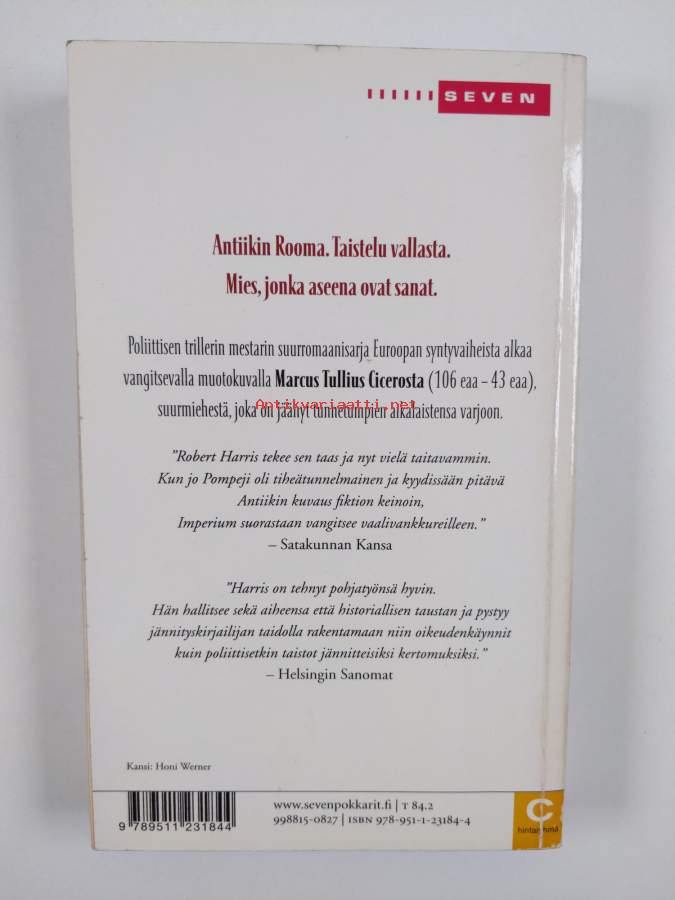 SEVEN
Antiikin Rooma. Taistelu vallasta.
Mies, jonka aseena ovat sanat.
Poliittisen trillerin mestarin suurromaanisarja Euroopan syntyvaiheista alkaa
vangitsevalla muotokuvalla Marcus Tullius Cicerosta (106 eaa – 43 eaa),
Antikvariaatti.net
suurmiehestä, joka on jäänyt tunnetumpien aikalaistensa varjoon.
"Robert Harris tekee sen taas ja nyt vielä taitavammin.
Kun jo Pompeji oli tiheätunnelmainen ja kyydissään pitävä
Antiikin kuvaus fiktion keinoin,
Imperium suorastaan vangitsee vaalivankkureilleen."
– Satakunnan Kansa
"Harris on tehnyt pohjatyönsä hyvin.
Hän hallitsee sekä aiheensa että historiallisen taustan ja pystyy
jännityskirjailijan taidolla rakentamaan niin oikeudenkäynnit
kuin poliittisetkin taistot jännitteisiksi kertomuksiksi."
– Helsingin Sanomat
Kansi: Honi Werner
9 789511 231844
www.sevenpokkarit.fi | T 84.2
998815-0827 | ISBN 978-951-1-23184-4
C
hintaryhmä